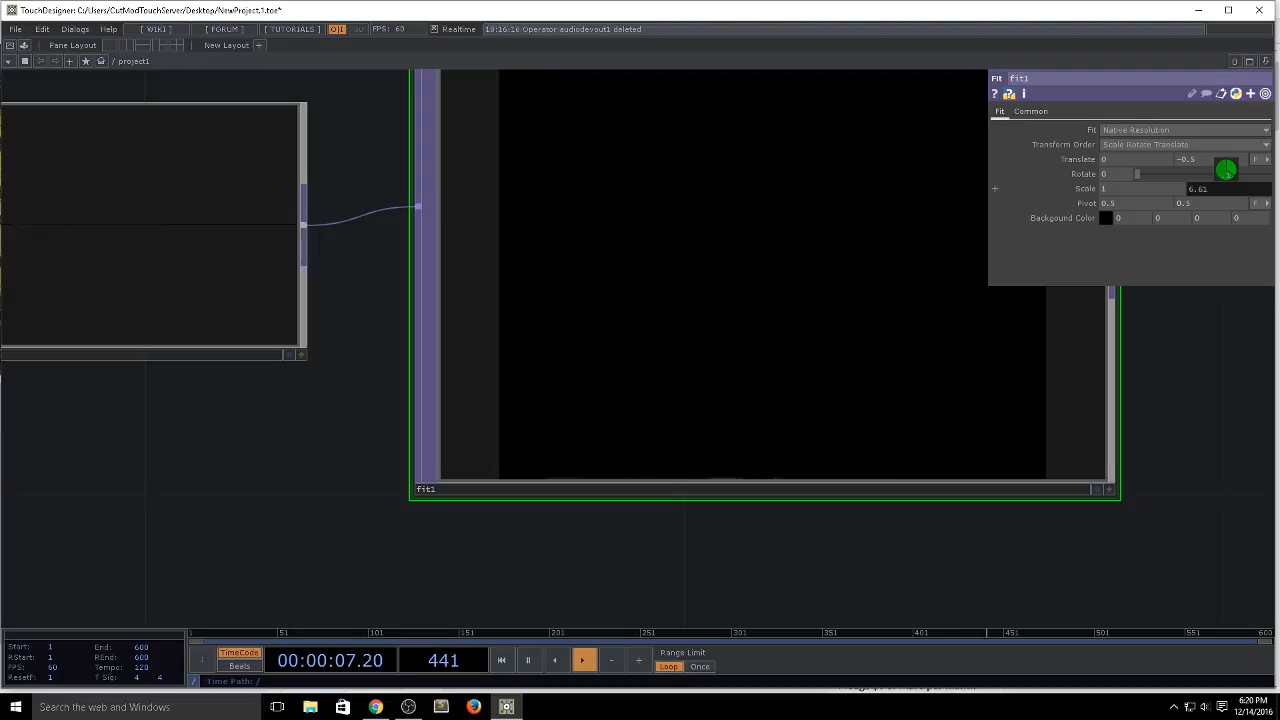 TouchDesigner: C:/Users/CutModTouchServer/Desktop/NewProject.1.toe*
File Edit Dialogs Help [ WIKI ] [ FORUM ] [ TUTORIALS ] O|I FPS: 60 Realtime 10:16:16 Operator audiodevout1 deleted
Pane Layout New Layout +
/ project1
Fit fit1
Fit Common
Fit Native Resolution
Transform Order Scale Rotate Translate
Translate 0 -0.5
Rotate 0
Scale 1 6.61
Pivot 0.5 0.5
Backgound Color 0 0 0 0
fit1
1 51 101 151 201 251 301 351 401 451 501 551 600
Start: 1 End: 600
RStart: 1 REnd: 600
FPS: 60 Tempo: 120
ResetF: 1 T Sig: 4 4
TimeCode
Beats
00:00:07.20
441
Range Limit
Loop Once
/ Time Path: /
Search the web and Windows
6:20 PM
12/14/2016